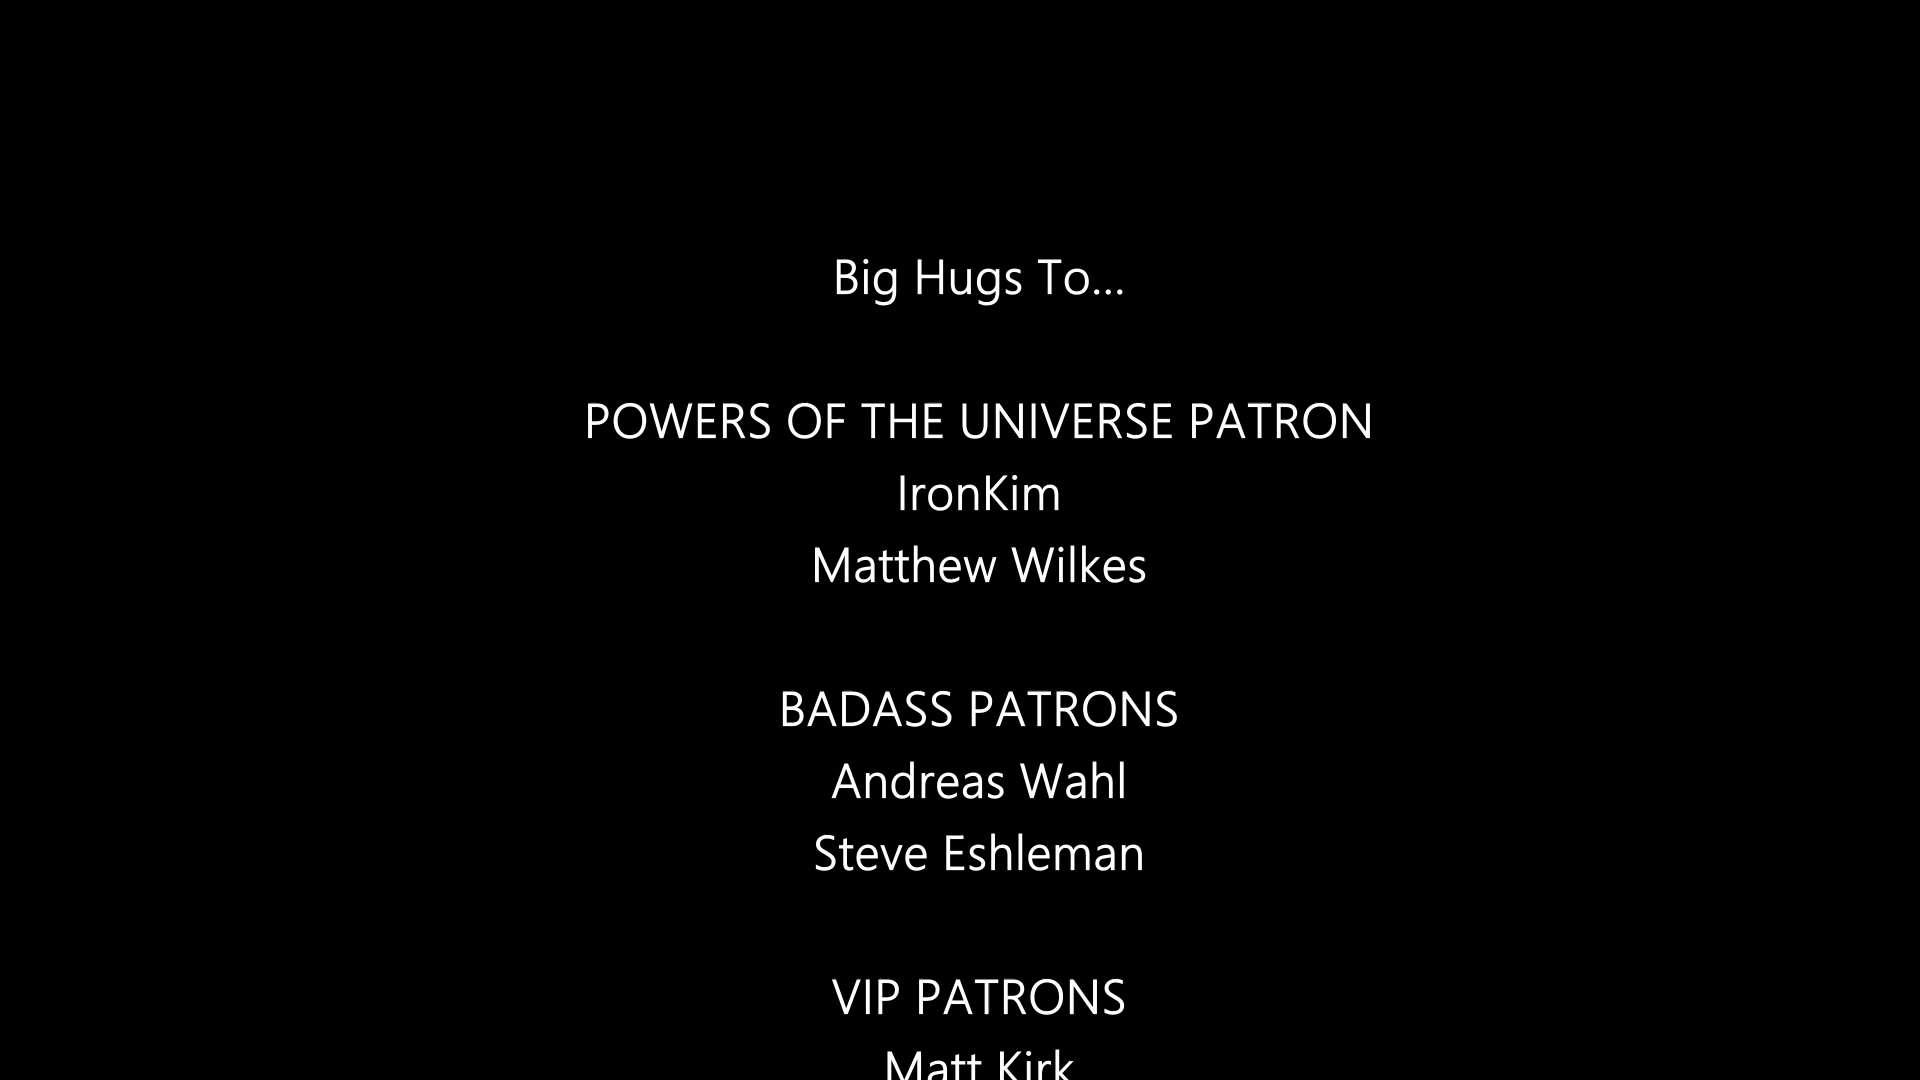 Big Hugs To...
POWERS OF THE UNIVERSE PATRON
IronKim
Matthew Wilkes
BADASS PATRONS
Andreas Wahl
Steve Eshleman
VIP PATRONS
Matt Kirk